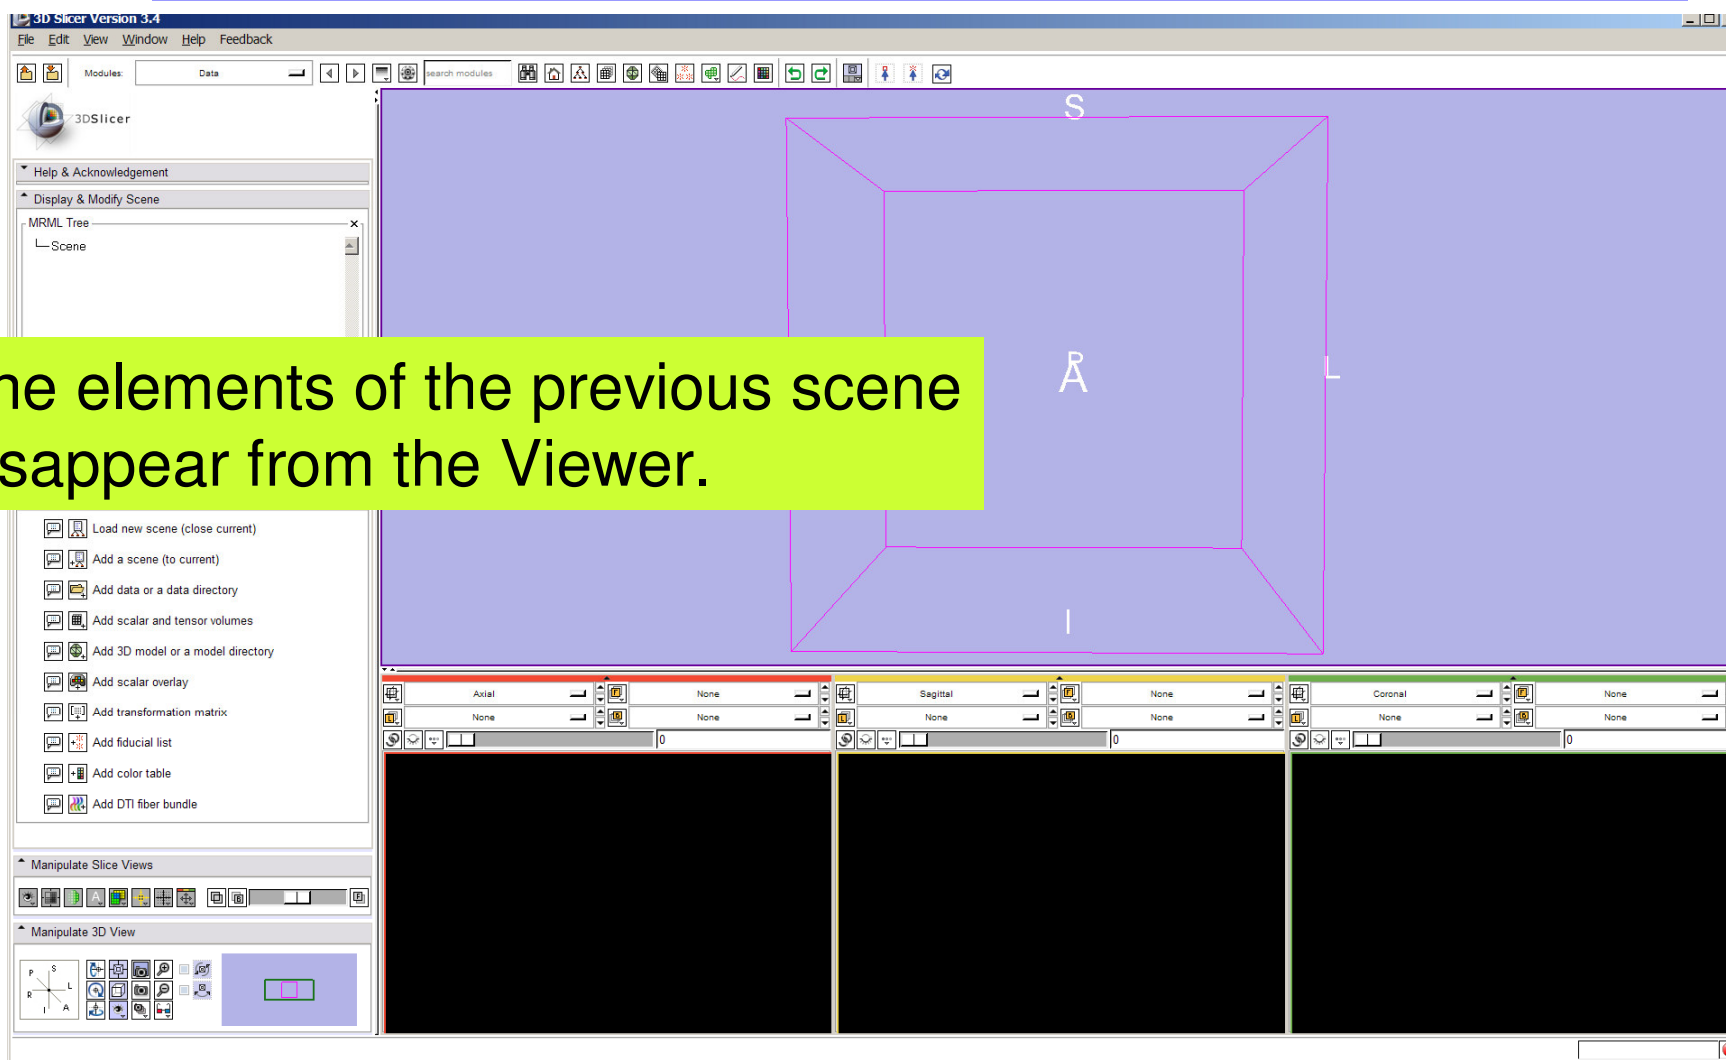 3D Slicer Version 3.4
File Edit View Window Help Feedback
Modules: Data search modules
3DSlicer
Help & Acknowledgement
Display & Modify Scene
MRML Tree
Scene
he elements of the previous scene
sappear from the Viewer.
Load new scene (close current)
Add a scene (to current)
Add data or a data directory
Add scalar and tensor volumes
Add 3D model or a model directory
Add scalar overlay
Add transformation matrix
Add fiducial list
Add color table
Add DTI fiber bundle
Manipulate Slice Views
Manipulate 3D View
P S
R L
I A
S
A
L
I
Axial None Sagittal None Coronal None
None None None None None None
0 0 0